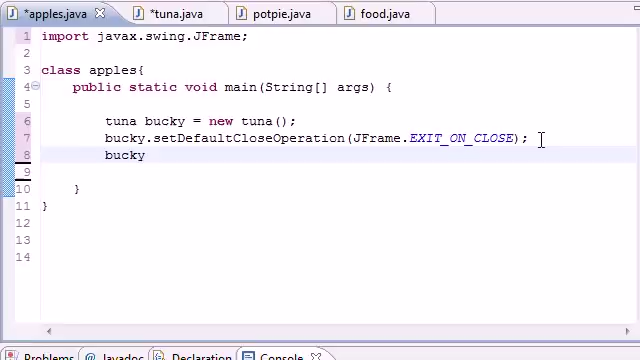 *apples.java *tuna.java potpie.java food.java
1 import javax.swing.JFrame;
2
3 class apples{
4 public static void main(String[] args) {
5
6 tuna bucky = new tuna();
7 bucky.setDefaultCloseOperation(JFrame.EXIT_ON_CLOSE);
8 bucky
9
10 }
11 }
12
13
14
Problems @ Javadoc Declaration Console